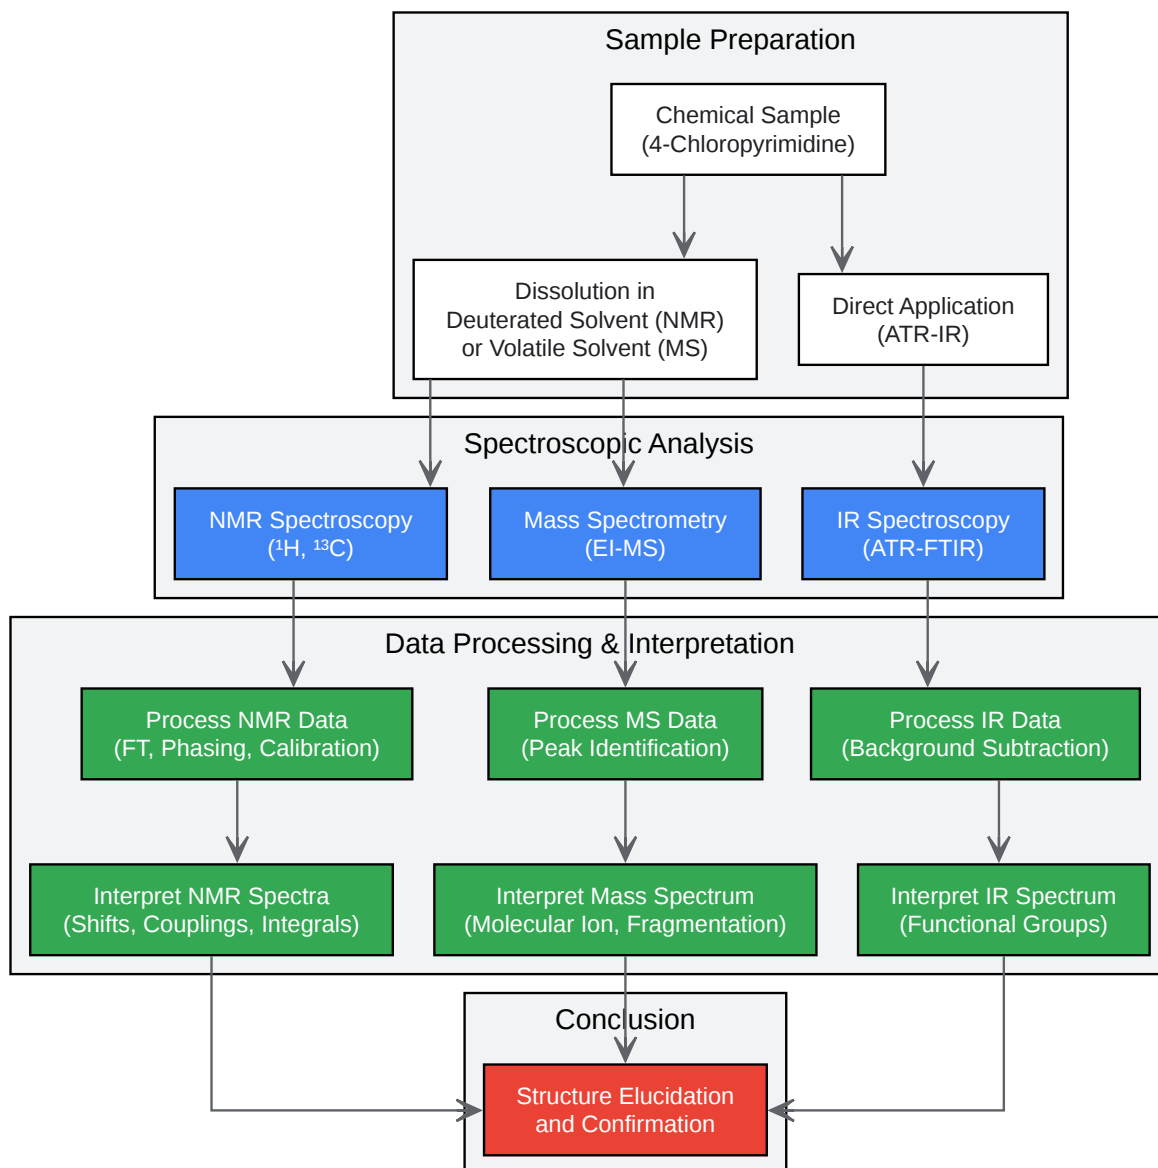 Sample Preparation
Chemical Sample
(4-Chloropyrimidine)
Dissolution in
Deuterated Solvent (NMR)
or Volatile Solvent (MS)
Direct Application
(ATR-IR)
Spectroscopic Analysis
NMR Spectroscopy
(¹H, ¹³C)
Mass Spectrometry
(EI-MS)
IR Spectroscopy
(ATR-FTIR)
Data Processing & Interpretation
Process NMR Data
(FT, Phasing, Calibration)
Process MS Data
(Peak Identification)
Process IR Data
(Background Subtraction)
Interpret NMR Spectra
(Shifts, Couplings, Integrals)
Interpret Mass Spectrum
(Molecular Ion, Fragmentation)
Interpret IR Spectrum
(Functional Groups)
Conclusion
Structure Elucidation
and Confirmation